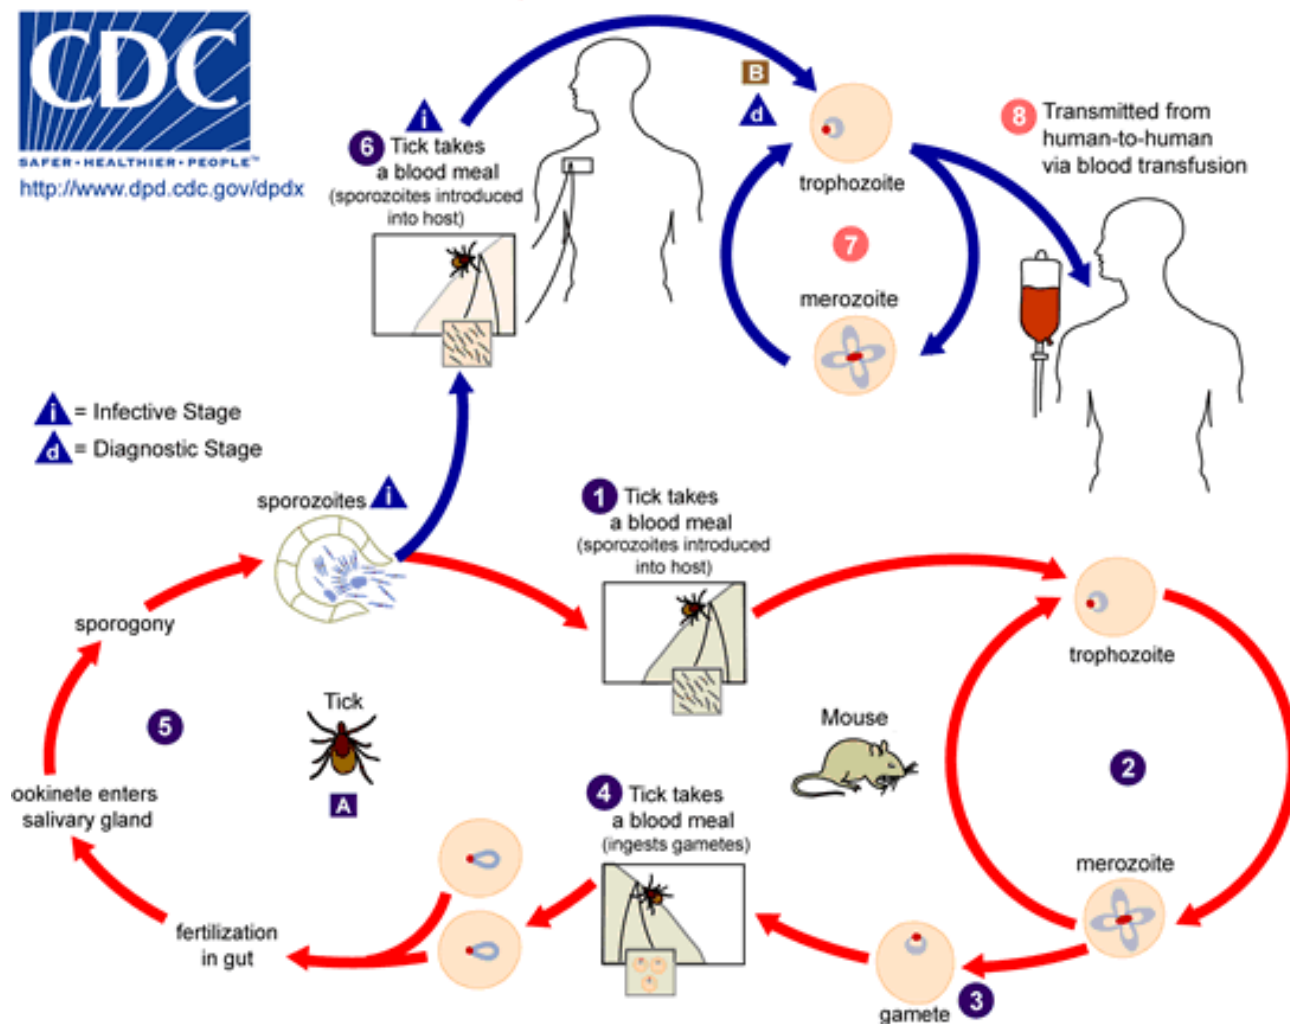 CDC
SAFER • HEALTHIER • PEOPLE™
http://www.dpd.cdc.gov/dpdx
i
6 Tick takes
a blood meal
(sporozoites introduced
into host)
B
d
trophozoite
7
merozoite
8 Transmitted from
human-to-human
via blood transfusion
i = Infective Stage
d = Diagnostic Stage
sporozoites i
1 Tick takes
a blood meal
(sporozoites introduced
into host)
trophozoite
sporogony
5
Tick
A
Mouse
2
ookinete enters
salivary gland
4 Tick takes
a blood meal
(ingests gametes)
merozoite
fertilization
in gut
gamete 3